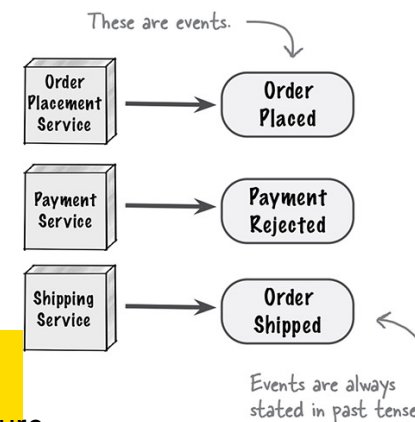 These are events.
Order
Placement
Service
Order
Placed
Payment
Service
Payment
Rejected
Shipping
Service
Order
Shipped
Events are always
stated in past tense